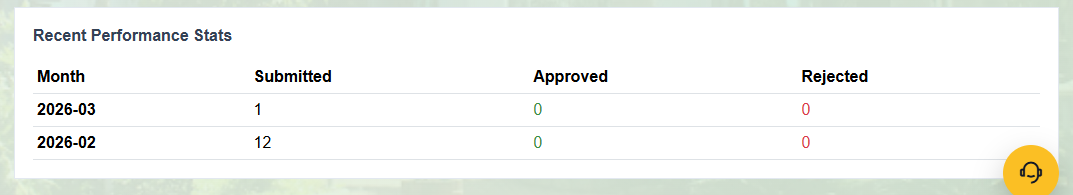 Recent Performance Stats
Month Submitted Approved Rejected
2026-03 1 0 0
2026-02 12 0 0